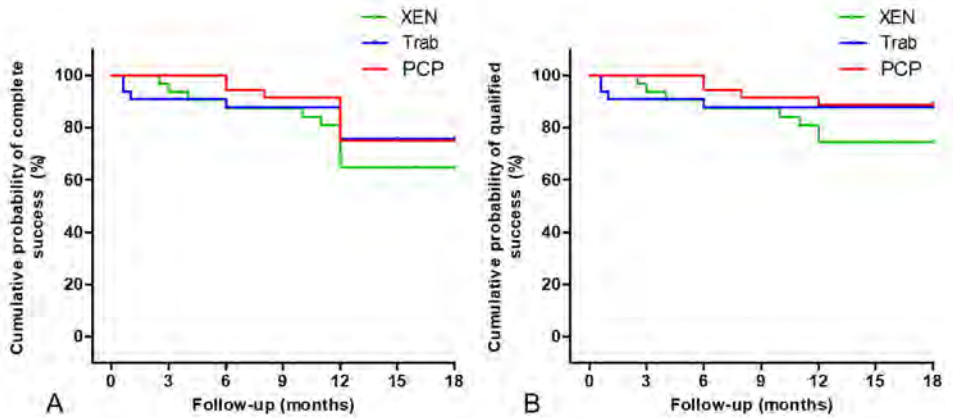 XEN
Trab
PCP
Cumulative probability of complete
success (%)
100
80
60
40
20
0
0 3 6 9 12 15 18
Follow-up (months)
A
XEN
Trab
PCP
Cumulative probability of qualified
success (%)
100
80
60
40
20
0
0 3 6 9 12 15 18
Follow-up (months)
B